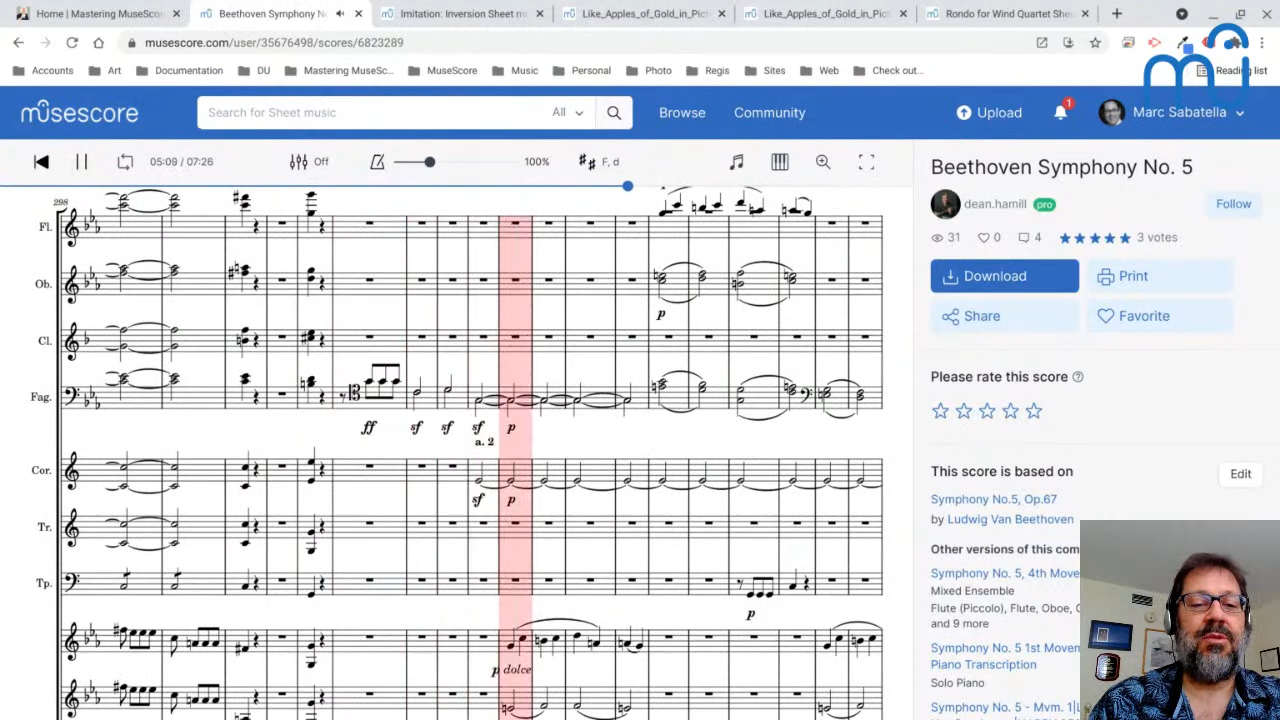 Home | Mastering MuseScore
Beethoven Symphony No
Imitation: Inversion Sheet m
Like_Apples_of_Gold_in_Pict
Like_Apples_of_Gold_in_Pict
Rondo for Wind Quartet She
musescore.com/user/35676498/scores/6823289
Accounts Art Documentation DU Mastering MuseSc... MuseScore Music Personal Photo Regis Sites Web Check out... Reading list
musescore Search for Sheet music All Browse Community Upload 1 Marc Sabatella
05:08 / 07:26 Off 100% F, d
Beethoven Symphony No. 5
dean.hamill pro Follow
31 0 4 3 votes
Download Print
Share Favorite
Please rate this score
This score is based on Edit
Symphony No.5, Op.67
by Ludwig Van Beethoven
Other versions of this com
Symphony No. 5, 4th Move
Mixed Ensemble
Flute (Piccolo), Flute, Oboe, C
and 9 more
Symphony No. 5 1st Movem
Piano Transcription
Solo Piano
Symphony No. 5 - Mvm. 1|L
298
Fl.
Ob.
p
Cl.
Fag.
ff sf sf sf p
a. 2
Cor.
sf p
Tr.
Tp.
p
p dolce